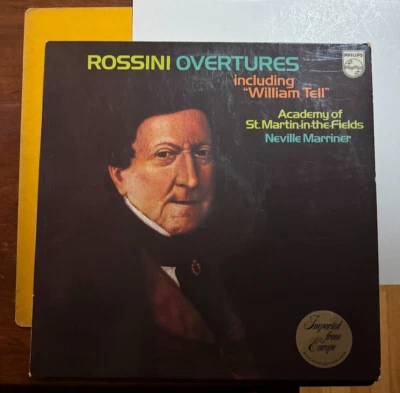 PHILIPS
ROSSINI OVERTURES
including
"William Tell"
Academy of
St. Martin-in-the-Fields
Neville Marriner
Imported
from
Europe